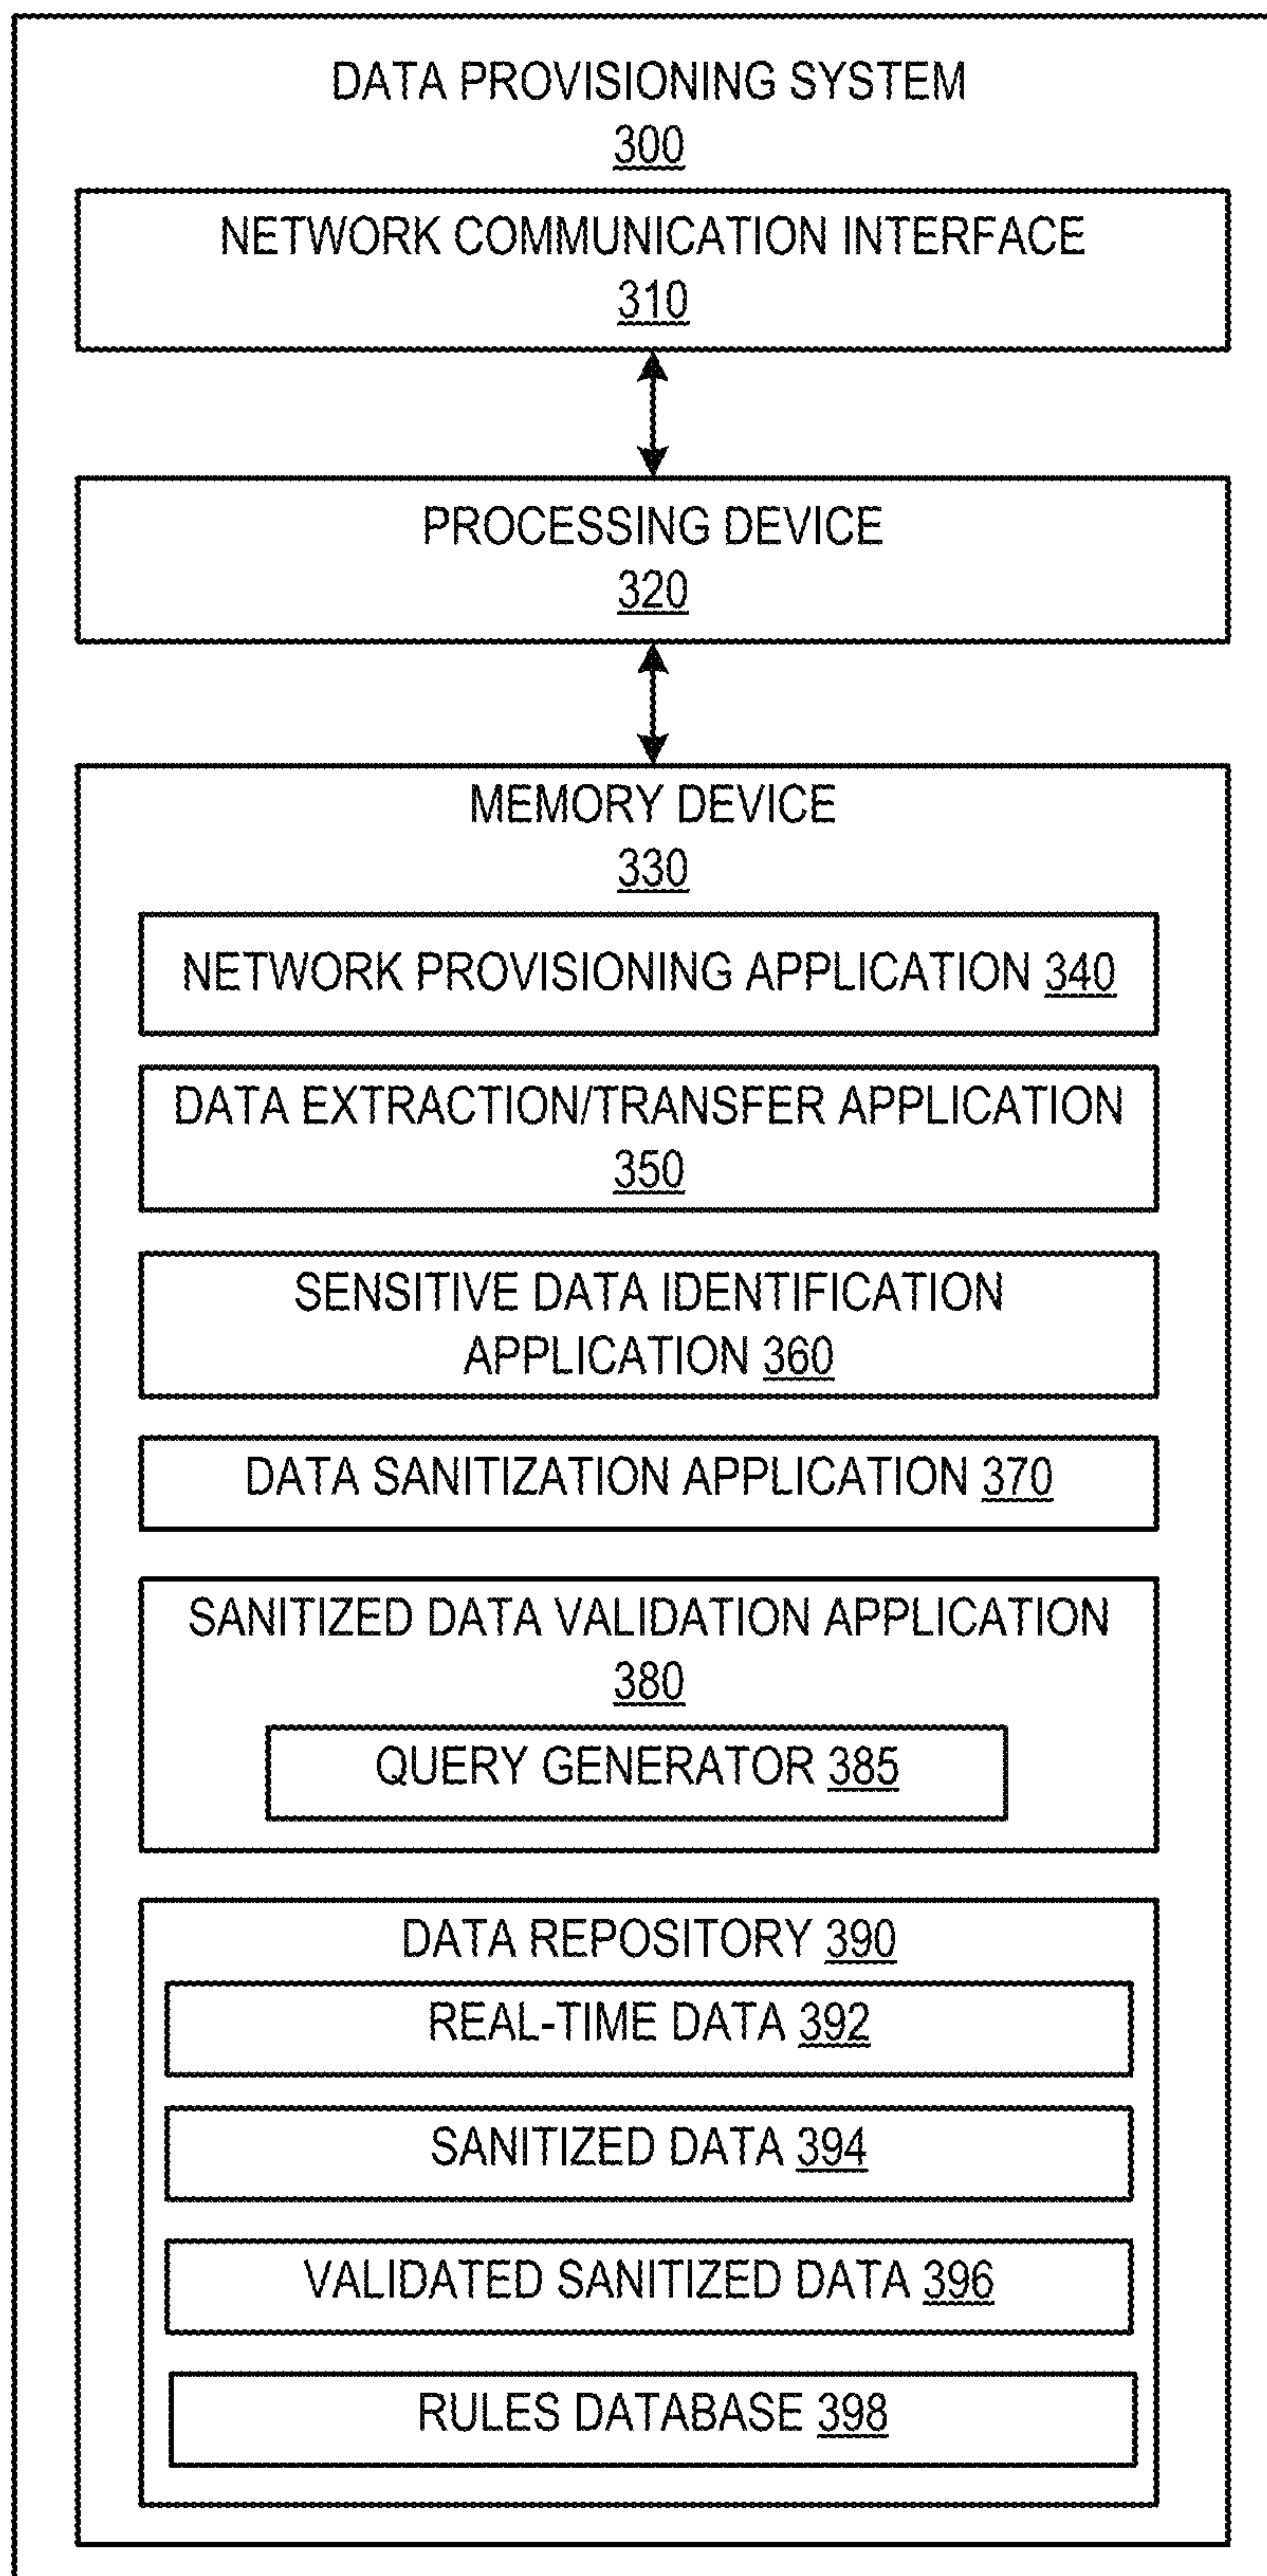 DATA PROVISIONING SYSTEM
300
NETWORK COMMUNICATION INTERFACE
310
PROCESSING DEVICE
320
MEMORY DEVICE
330
NETWORK PROVISIONING APPLICATION 340
DATA EXTRACTION/TRANSFER APPLICATION
350
SENSITIVE DATA IDENTIFICATION
APPLICATION 360
DATA SANITIZATION APPLICATION 370
SANITIZED DATA VALIDATION APPLICATION
380
QUERY GENERATOR 385
DATA REPOSITORY 390
REAL-TIME DATA 392
SANITIZED DATA 394
VALIDATED SANITIZED DATA 396
RULES DATABASE 398